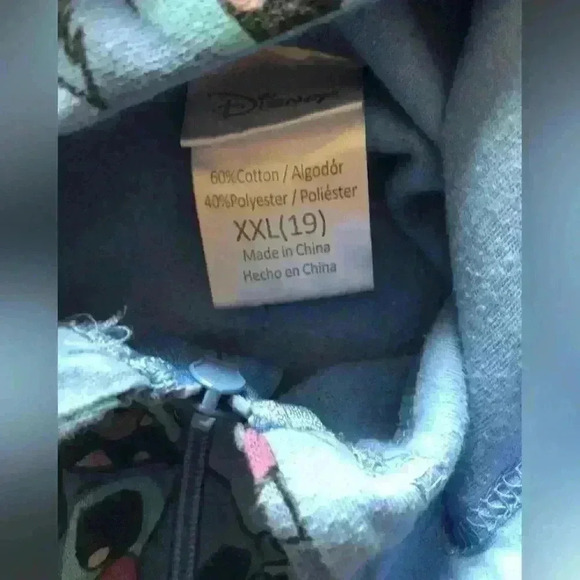 Disney
60%Cotton / Algodór
40%Polyester / Poliéster
XXL(19)
Made in China
Hecho en China